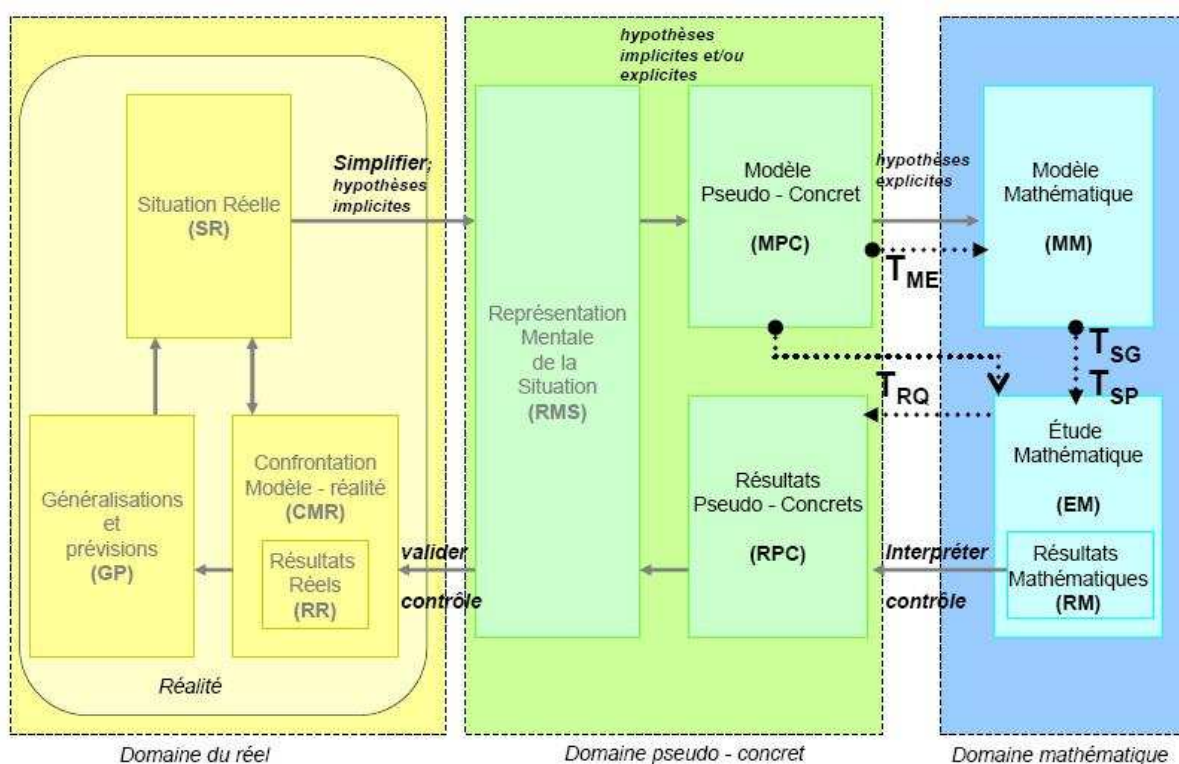 hypothèses
implicites et/ou
explicites
Simplifier;
hypothèses
implicites
Situation Réelle
(SR)
Modèle
Pseudo - Concret
(MPC)
hypothèses
explicites
Modèle
Mathématique
(MM)
T ME
Représentation
Mentale
de la
Situation
(RMS)
T SG
T RQ
T SP
Généralisations
et
prévisions
(GP)
Confrontation
Modèle - réalité
(CMR)
Résultats
Réels
(RR)
Résultats
Pseudo - Concrets
(RPC)
Étude
Mathématique
(EM)
Résultats
Mathématiques
(RM)
valider
contrôle
Interpréter
contrôle
Réalité
Domaine du réel
Domaine pseudo - concret
Domaine mathématique